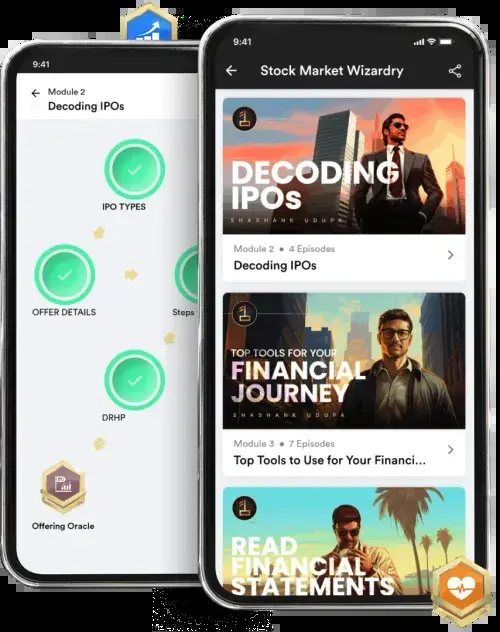 9:41
Module 2
Decoding IPOs
IPO TYPES
OFFER DETAILS
Steps
DRHP
Offering Oracle
9:41
Stock Market Wizardry
DECODING
IPOs
SHASHANK UDUPA
Module 2 • 4 Episodes
Decoding IPOs
TOP TOOLS FOR YOUR
FINANCIAL
JOURNEY
SHASHANK UDUPA
Module 3 • 7 Episodes
Top Tools to Use for Your Financi...
READ
FINANCIAL
STATEMENTS